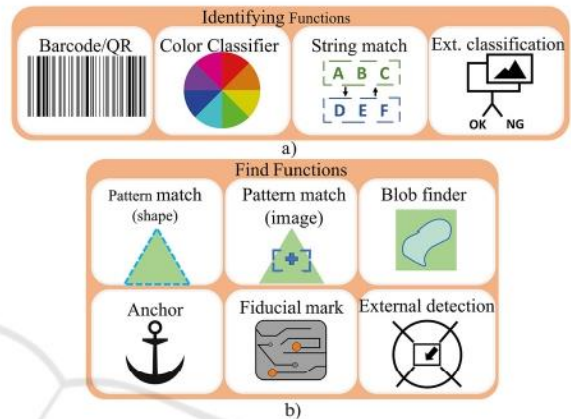 Identifying Functions
Barcode/QR
Color Classifier
String match
Ext. classification
A B C
D E F
OK NG
a)
Find Functions
Pattern match
(shape)
Pattern match
(image)
Blob finder
Anchor
Fiducial mark
External detection
b)